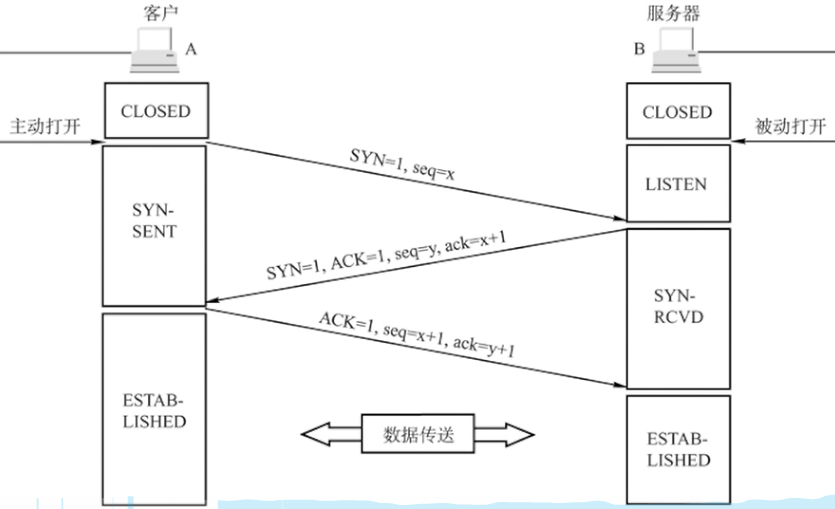 客户
服务器
A
B
CLOSED
CLOSED
主动打开
被动打开
SYN=1, seq=x
LISTEN
SYN-
SENT
SYN=1, ACK=1, seq=y, ack=x+1
SYN-
RCVD
ACK=1, seq=x+1, ack=y+1
ESTAB-
LISHED
数据传送
ESTAB-
LISHED